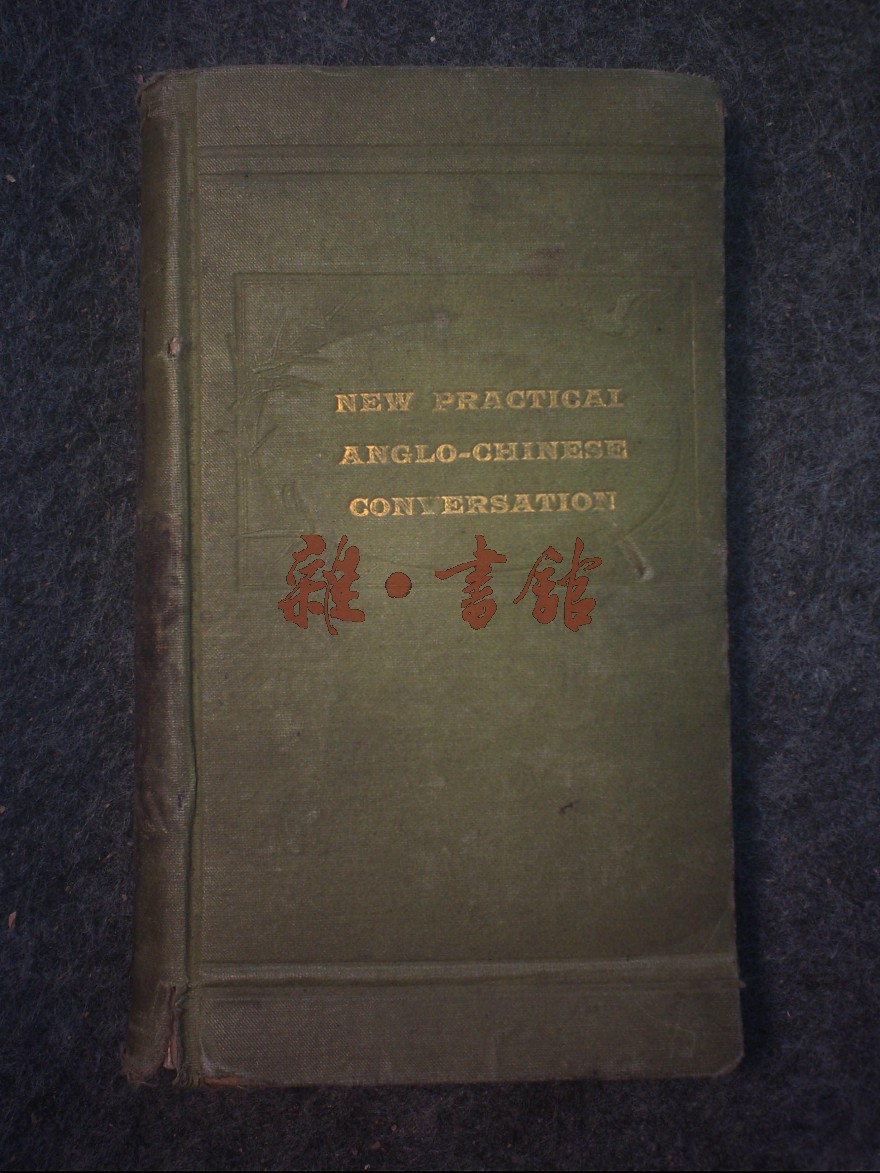 NEW PRACTICAL
ANGLO-CHINESE
CONVERSATION
雜·書館